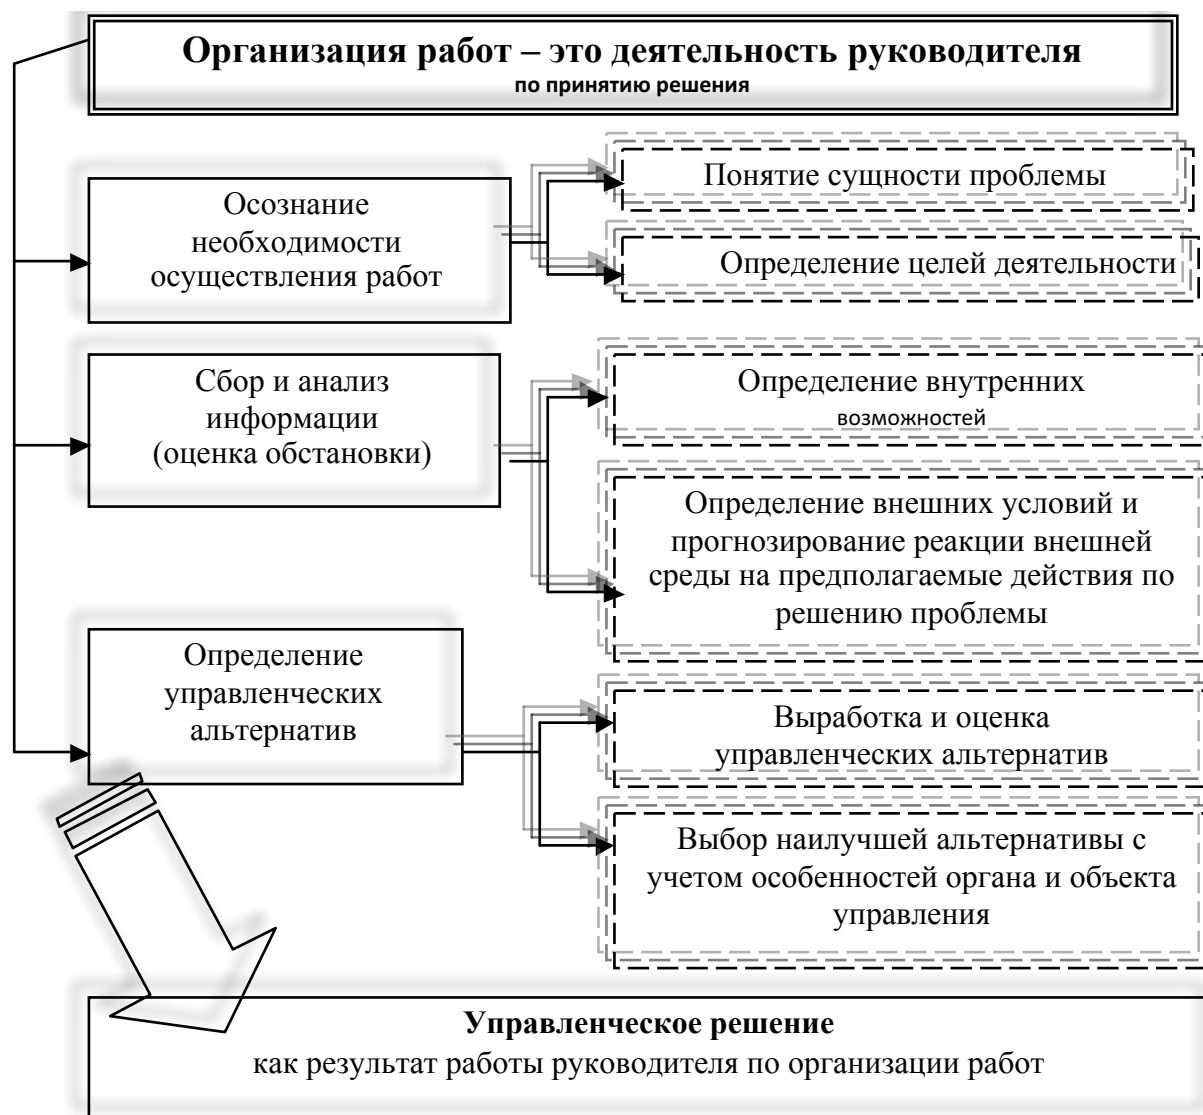 Организация работ – это деятельность руководителя
по принятию решения
Осознание
необходимости
осуществления работ
Понятие сущности проблемы
Определение целей деятельности
Сбор и анализ
информации
(оценка обстановки)
Определение внутренних
возможностей
Определение внешних условий и
прогнозирование реакции внешней
среды на предполагаемые действия по
решению проблемы
Определение
управленческих
альтернатив
Выработка и оценка
управленческих альтернатив
Выбор наилучшей альтернативы с
учетом особенностей органа и объекта
управления
Управленческое решение
как результат работы руководителя по организации работ